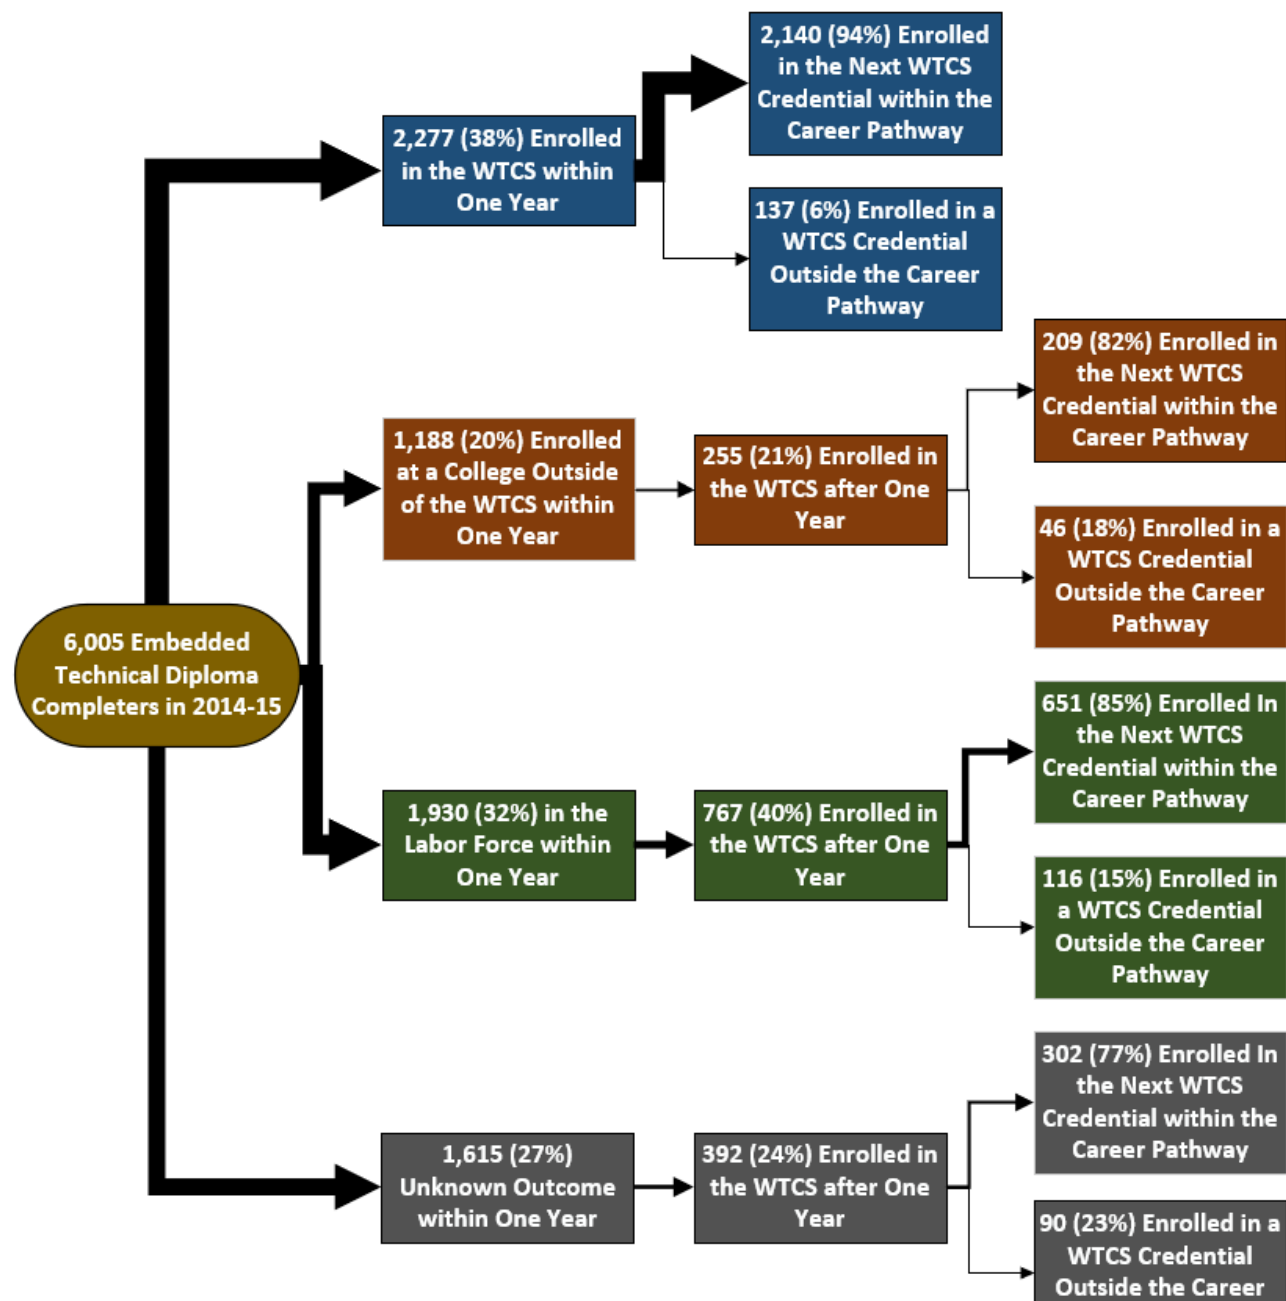 2,140 (94%) Enrolled
in the Next WTCS
Credential within the
Career Pathway
2,277 (38%) Enrolled
in the WTCS within
One Year
137 (6%) Enrolled in a
WTCS Credential
Outside the Career
Pathway
209 (82%) Enrolled in
the Next WTCS
Credential within the
Career Pathway
1,188 (20%) Enrolled
at a College Outside
of the WTCS within
One Year
255 (21%) Enrolled in
the WTCS after One
Year
46 (18%) Enrolled in a
WTCS Credential
Outside the Career
Pathway
6,005 Embedded
Technical Diploma
Completers in 2014-15
651 (85%) Enrolled In
the Next WTCS
Credential within the
Career Pathway
1,930 (32%) in the
Labor Force within
One Year
767 (40%) Enrolled in
the WTCS after One
Year
116 (15%) Enrolled in
a WTCS Credential
Outside the Career
Pathway
302 (77%) Enrolled In
the Next WTCS
Credential within the
Career Pathway
1,615 (27%)
Unknown Outcome
within One Year
392 (24%) Enrolled in
the WTCS after One
Year
90 (23%) Enrolled in a
WTCS Credential
Outside the Career